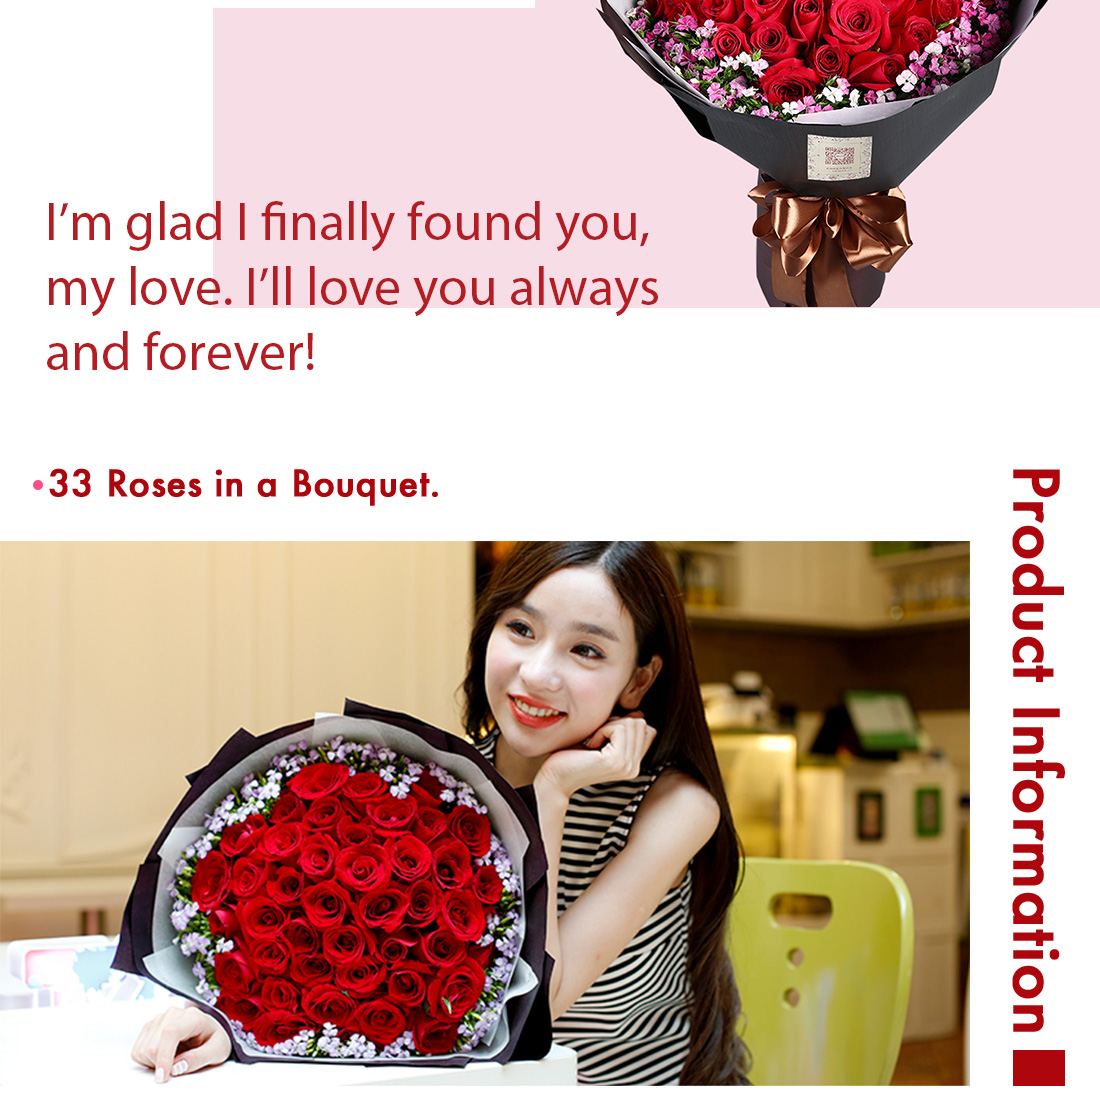 I’m glad I finally found you,
my love. I’ll love you always
and forever!
•33 Roses in a Bouquet.
Product Information